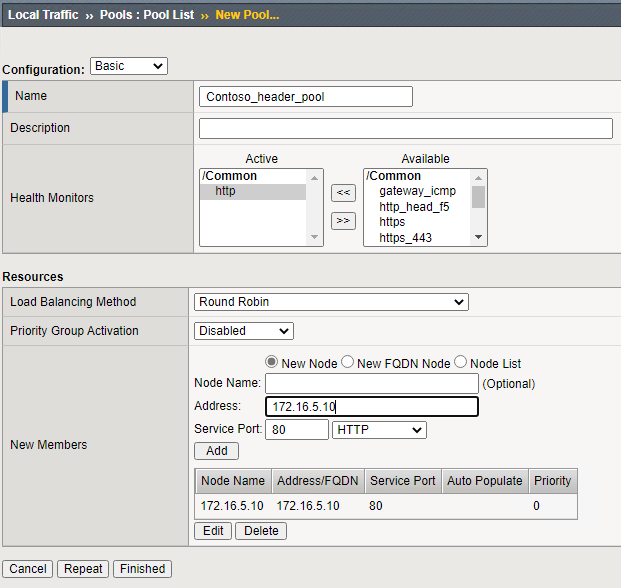 Local Traffic ›› Pools : Pool List ›› New Pool...
Configuration: Basic
Name Contoso_header_pool
Description
Active Available
Health Monitors
/Common /Common
http << gateway_icmp
http_head_f5
>> https
https_443
Resources
Load Balancing Method Round Robin
Priority Group Activation Disabled
New Members
New Node New FQDN Node Node List
Node Name: (Optional)
Address: 172.16.5.10
Service Port: 80 HTTP
Add
Node Name Address/FQDN Service Port Auto Populate Priority
172.16.5.10 172.16.5.10 80 0
Edit Delete
Cancel Repeat Finished